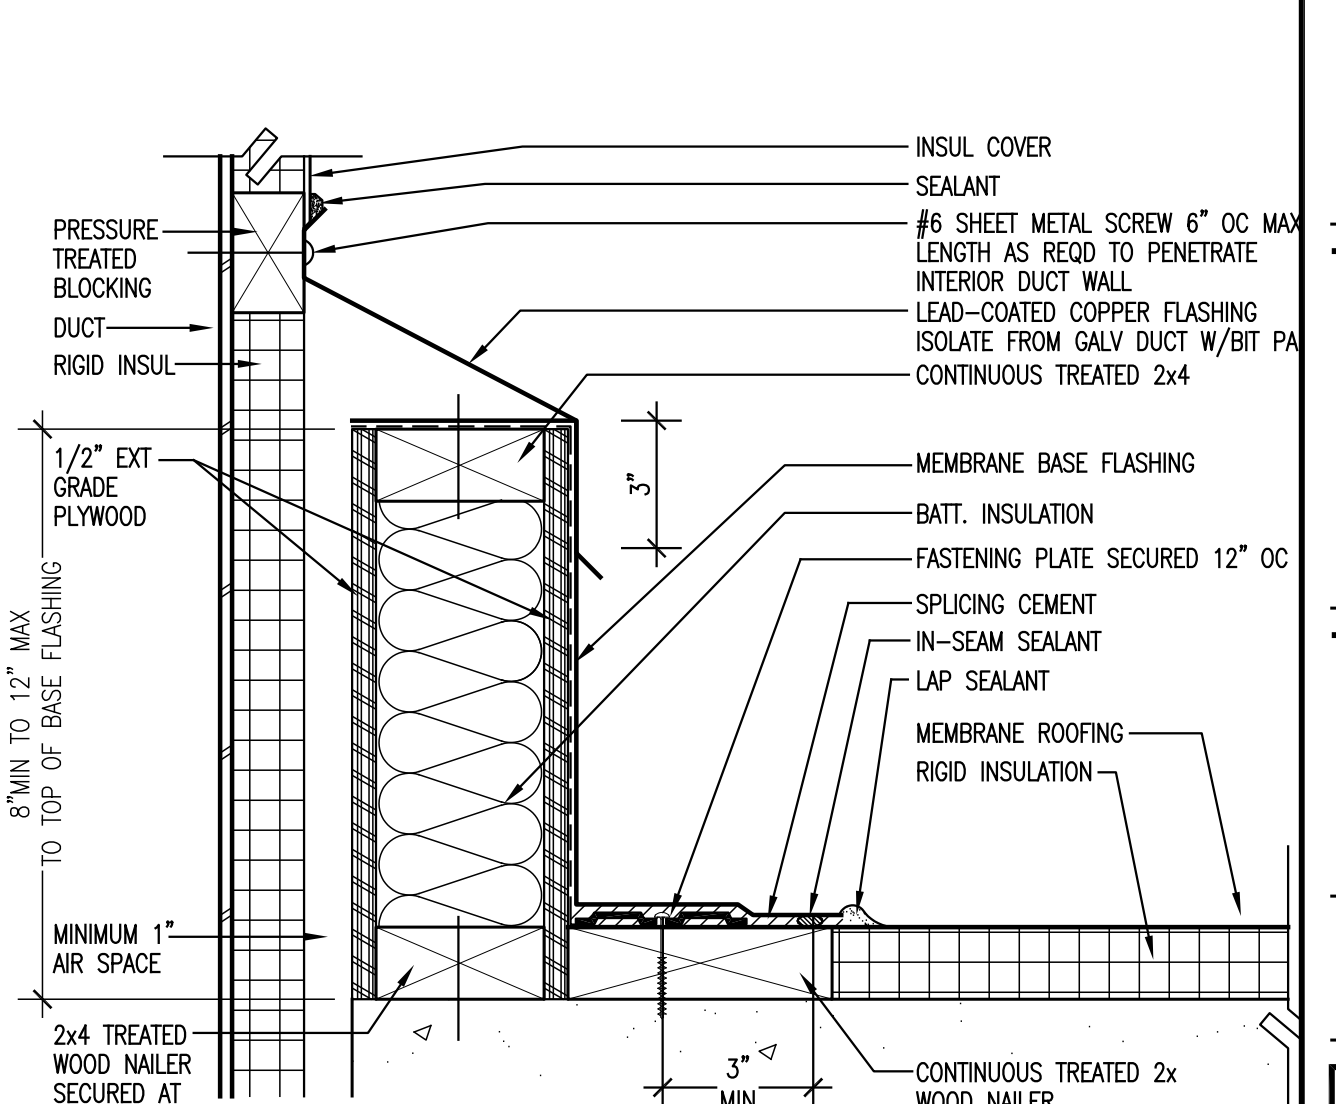 INSUL COVER
SEALANT
#6 SHEET METAL SCREW 6" OC MAX
LENGTH AS REQD TO PENETRATE
INTERIOR DUCT WALL
LEAD-COATED COPPER FLASHING
ISOLATE FROM GALV DUCT W/BIT PA
CONTINUOUS TREATED 2x4
MEMBRANE BASE FLASHING
BATT. INSULATION
FASTENING PLATE SECURED 12" OC
SPLICING CEMENT
IN-SEAM SEALANT
LAP SEALANT
MEMBRANE ROOFING
RIGID INSULATION
CONTINUOUS TREATED 2x
WOOD NAILER
PRESSURE
TREATED
BLOCKING
DUCT
RIGID INSUL
1/2" EXT
GRADE
PLYWOOD
8"MIN TO 12" MAX
TO TOP OF BASE FLASHING
MINIMUM 1"
AIR SPACE
2x4 TREATED
WOOD NAILER
SECURED AT
3"
3"
MIN